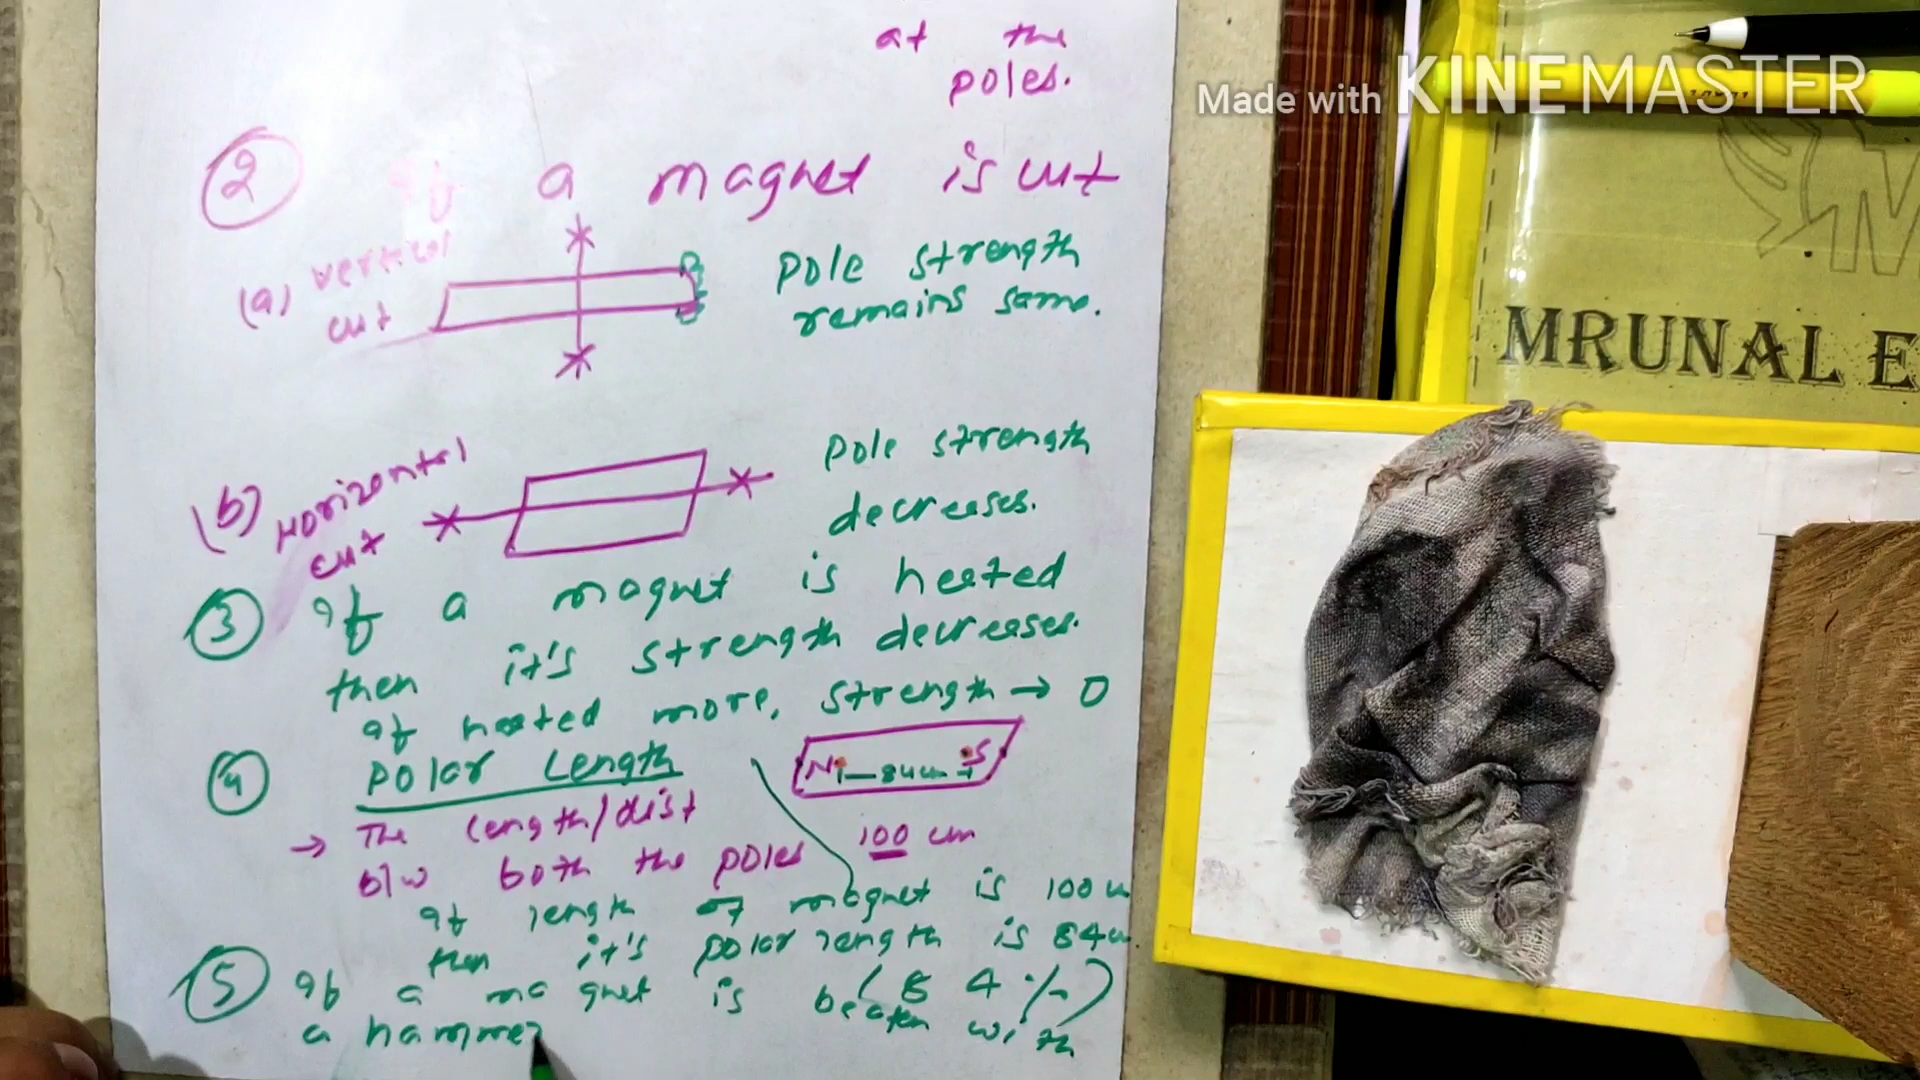 at the
poles.
Made with KINEMASTER
2 If a magnet is cut
(a) vertical cut
Pole strength
remains same.
MRUNAL E
(b) Horizontal cut
Pole strength
decreases.
3 If a magnet is heated
then it's strength decreases.
If heated more, strength → 0
4 Polar Length
N 84cm S
→ The length/dist
b/w both the poles
100 cm
If length of magnet is 100
then it's polar length is 84
(84%)
5 If a magnet is beaten with
a hammer